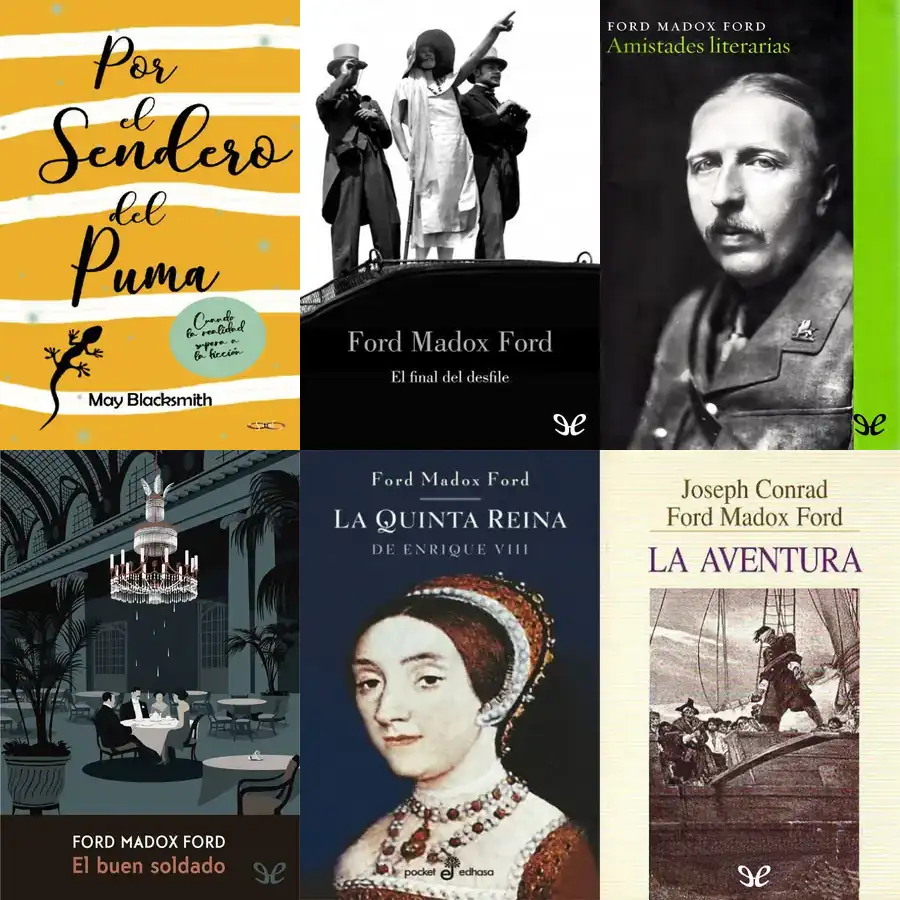 Por
el
Sendero
del
Puma
Cuando
la realidad
supera a
la ficción
May Blacksmith
Ford Madox Ford
El final del desfile
FORD MADOX FORD
Amistades literarias
FORD MADOX FORD
El buen soldado
Ford Madox Ford
LA QUINTA REINA
DE ENRIQUE VIII
pocket edhasa
Joseph Conrad
Ford Madox Ford
LA AVENTURA